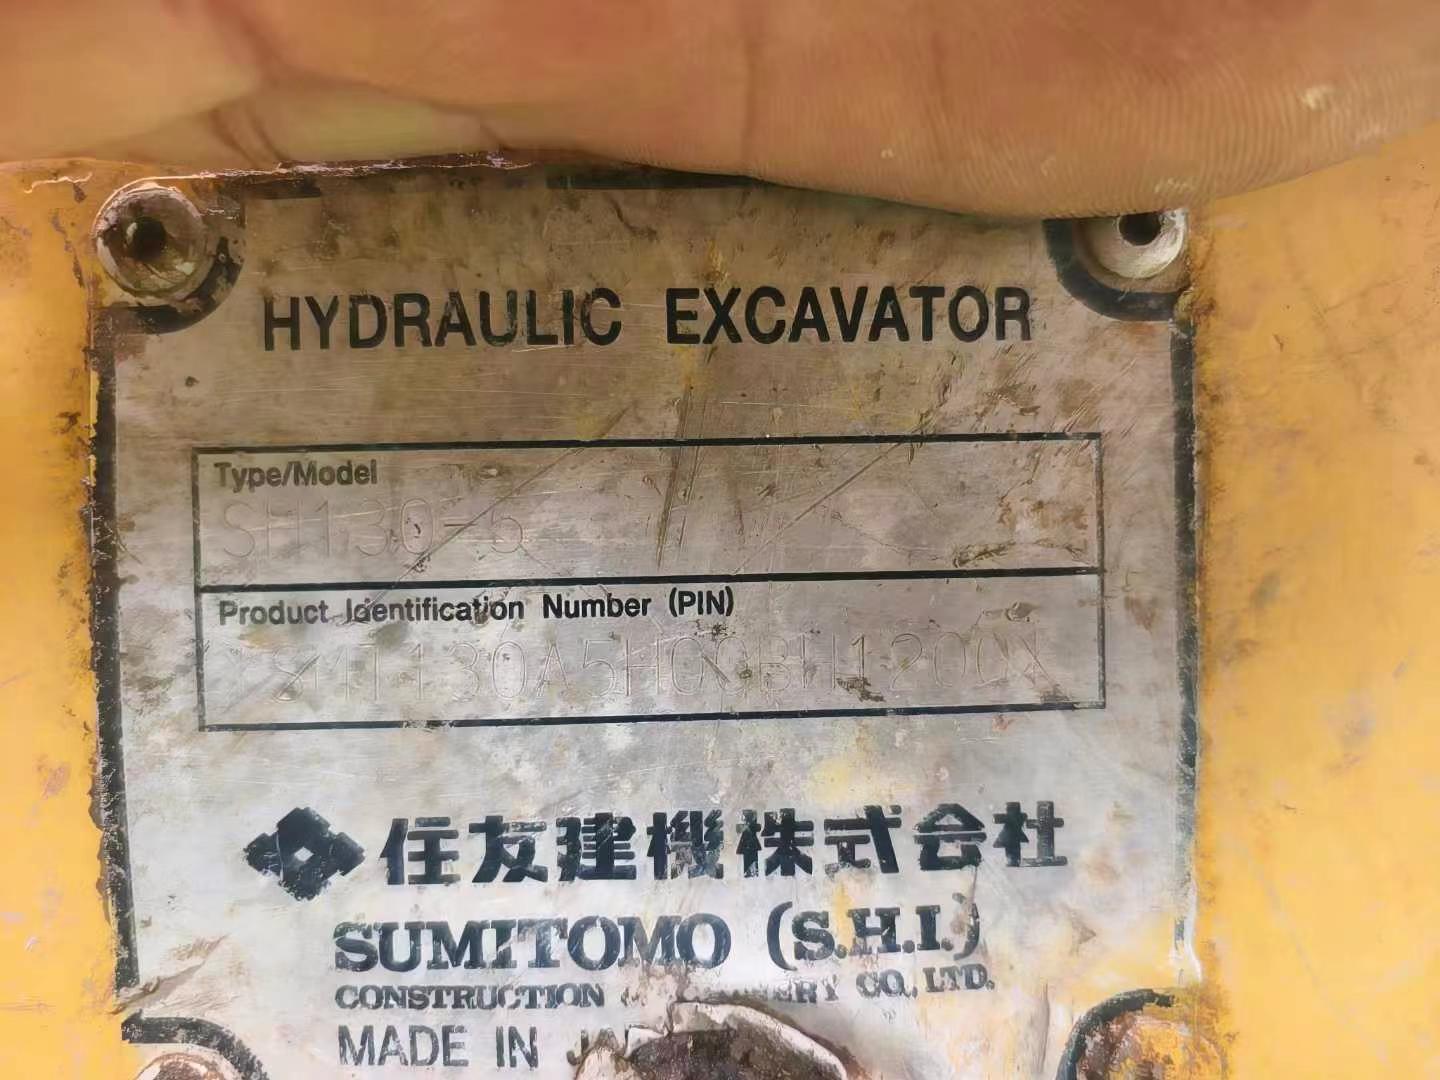 HYDRAULIC EXCAVATOR
Type/Model
SH130-5
Product Identification Number (PIN)
住友建機株式会社
SUMITOMO (S.H.I.)
CONSTRUCTION CO., LTD.
MADE IN